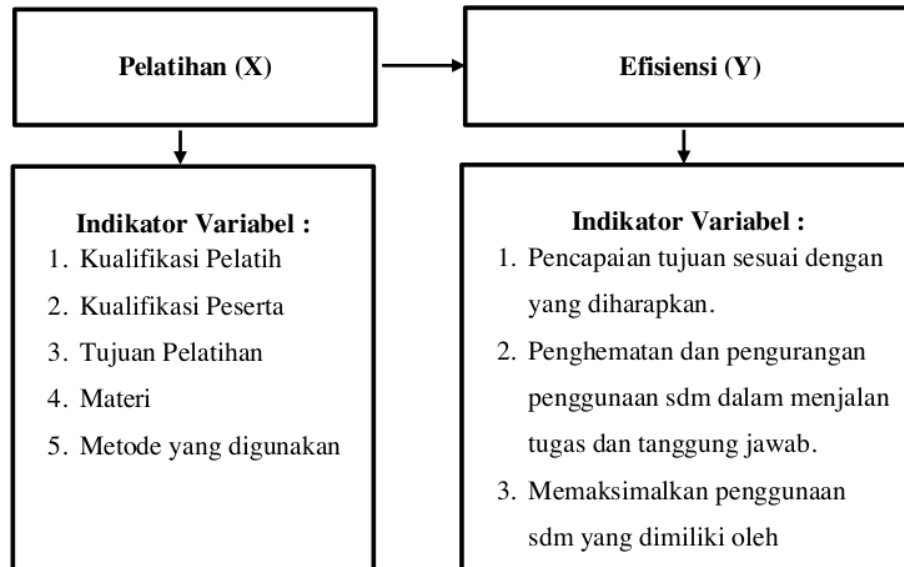 Pelatihan (X)
Efisiensi (Y)
Indikator Variabel :
1. Kualifikasi Pelatih
2. Kualifikasi Peserta
3. Tujuan Pelatihan
4. Materi
5. Metode yang digunakan
Indikator Variabel :
1. Pencapaian tujuan sesuai dengan
yang diharapkan.
2. Penghematan dan pengurangan
penggunaan sdm dalam menjalan
tugas dan tanggung jawab.
3. Memaksimalkan penggunaan
sdm yang dimiliki oleh